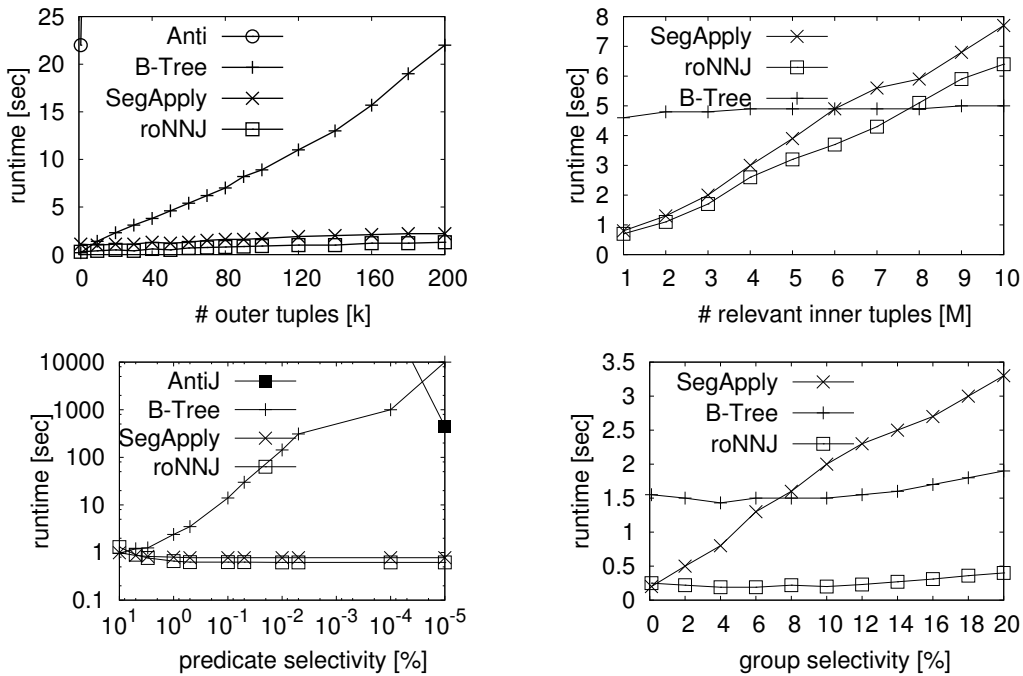 25
20
15
10
5
0
runtime [sec]
Anti
B-Tree
SegApply
roNNJ
0 40 80 120 160 200
# outer tuples [k]
8
7
6
5
4
3
2
1
0
runtime [sec]
SegApply
roNNJ
B-Tree
1 2 3 4 5 6 7 8 9 10
# relevant inner tuples [M]
10000
1000
100
10
1
0.1
runtime [sec]
AntiJ
B-Tree
SegApply
roNNJ
10¹ 10⁰ 10⁻¹ 10⁻² 10⁻³ 10⁻⁴ 10⁻⁵
predicate selectivity [%]
3.5
3
2.5
2
1.5
1
0.5
0
runtime [sec]
SegApply
B-Tree
roNNJ
0 2 4 6 8 10 12 14 16 18 20
group selectivity [%]